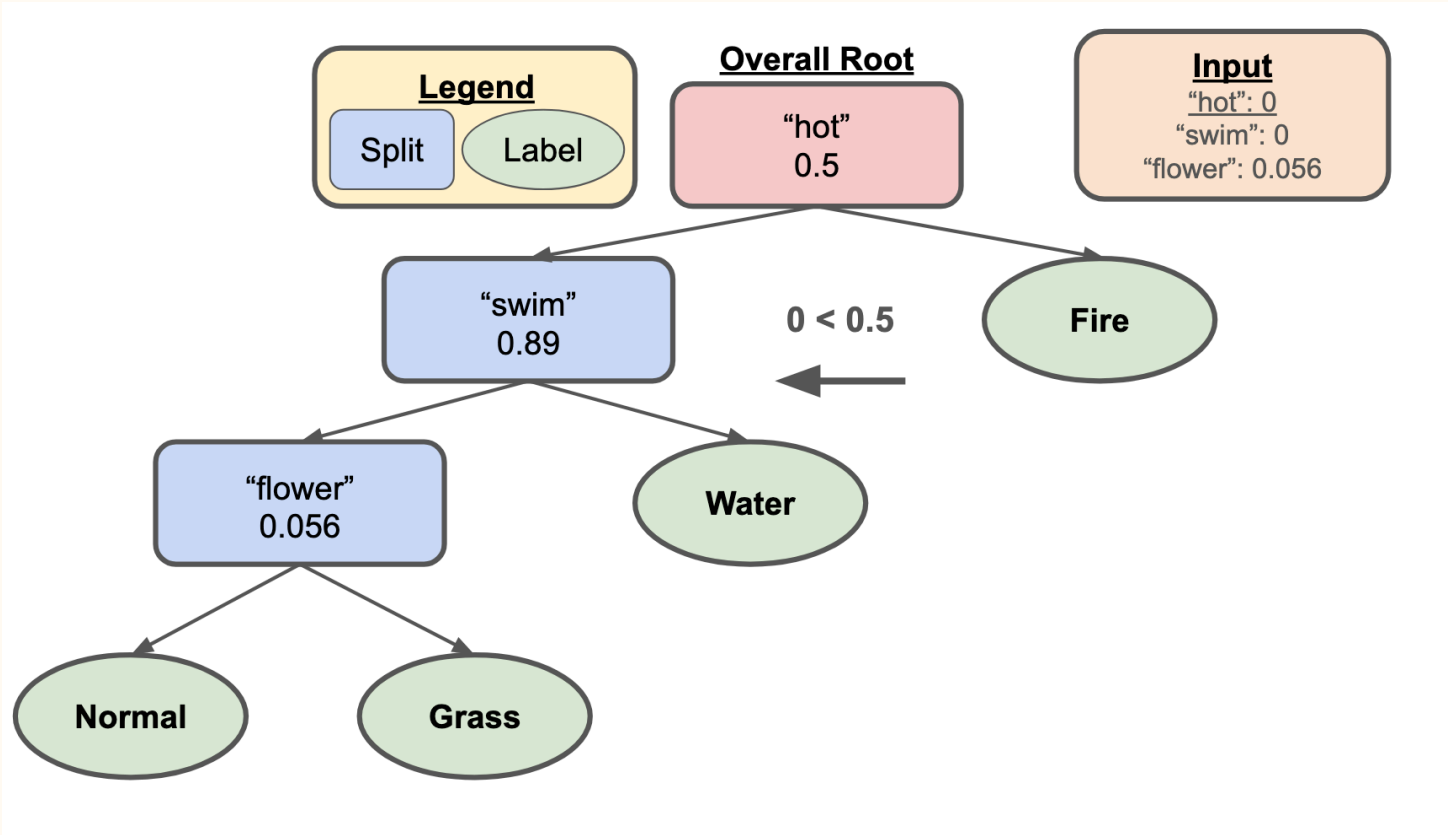 Legend
Split
Label
Overall Root
“hot”
0.5
Input
“hot”: 0
“swim”: 0
“flower”: 0.056
“swim”
0.89
0 < 0.5
Fire
“flower”
0.056
Water
Normal
Grass